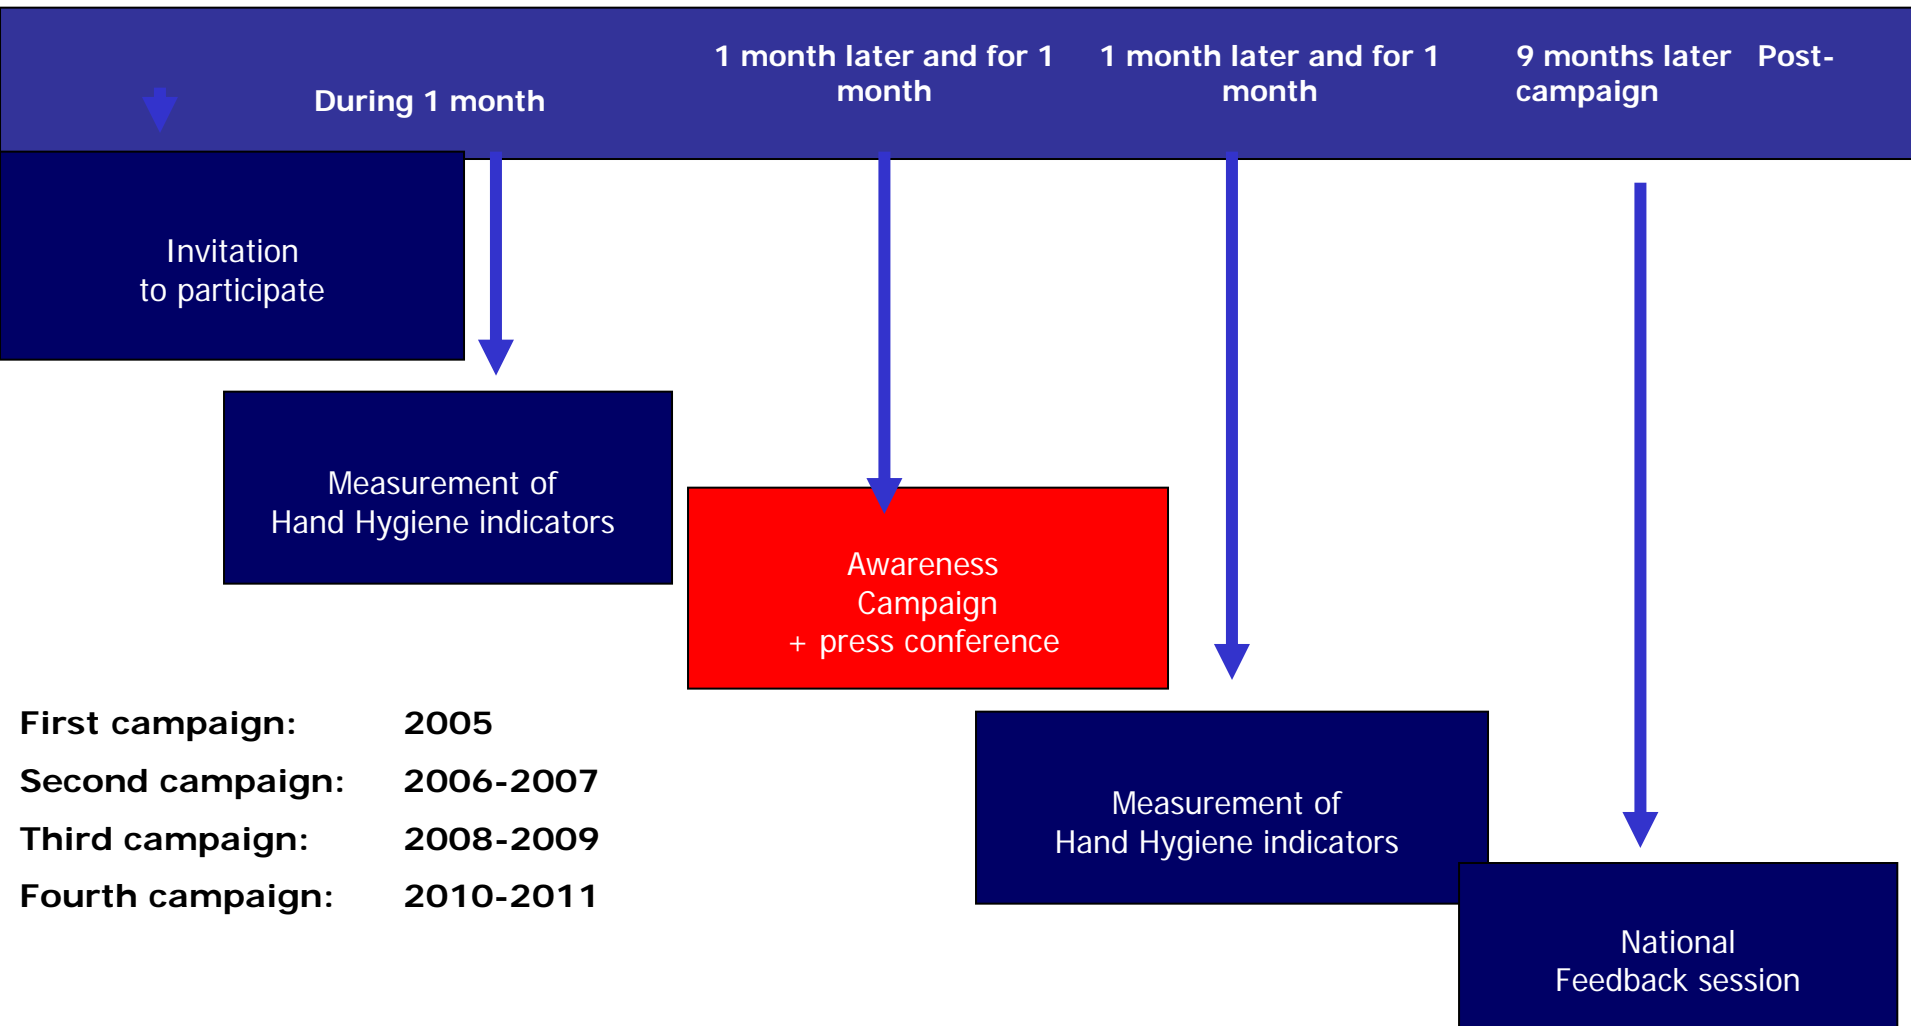 During 1 month
1 month later and for 1
month
1 month later and for 1
month
9 months later Post-
campaign
Invitation
to participate
Measurement of
Hand Hygiene indicators
Awareness
Campaign
+ press conference
Measurement of
Hand Hygiene indicators
National
Feedback session
First campaign: 2005
Second campaign: 2006-2007
Third campaign: 2008-2009
Fourth campaign: 2010-2011